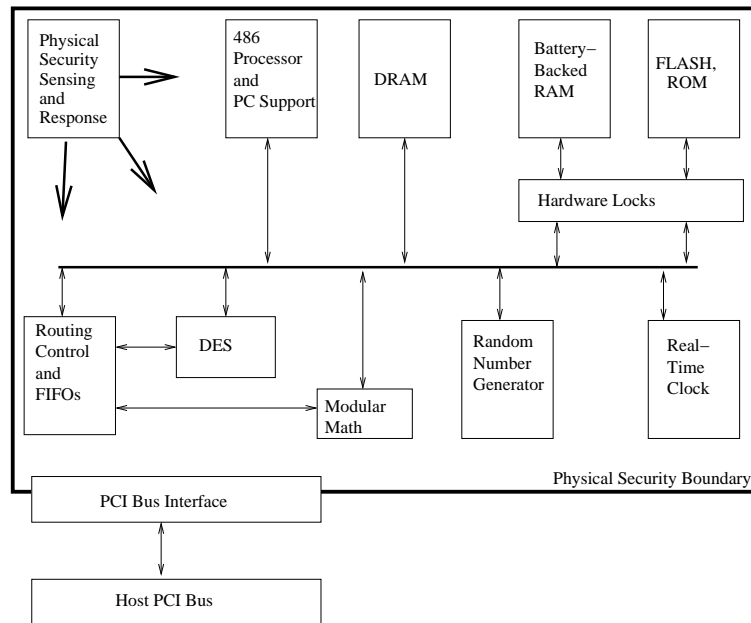 Physical
Security
Sensing
and
Response
486
Processor
and
PC Support
DRAM
Battery–
Backed
RAM
FLASH,
ROM
Hardware Locks
Routing
Control
and
FIFOs
DES
Modular
Math
Random
Number
Generator
Real–
Time
Clock
Physical Security Boundary
PCI Bus Interface
Host PCI Bus